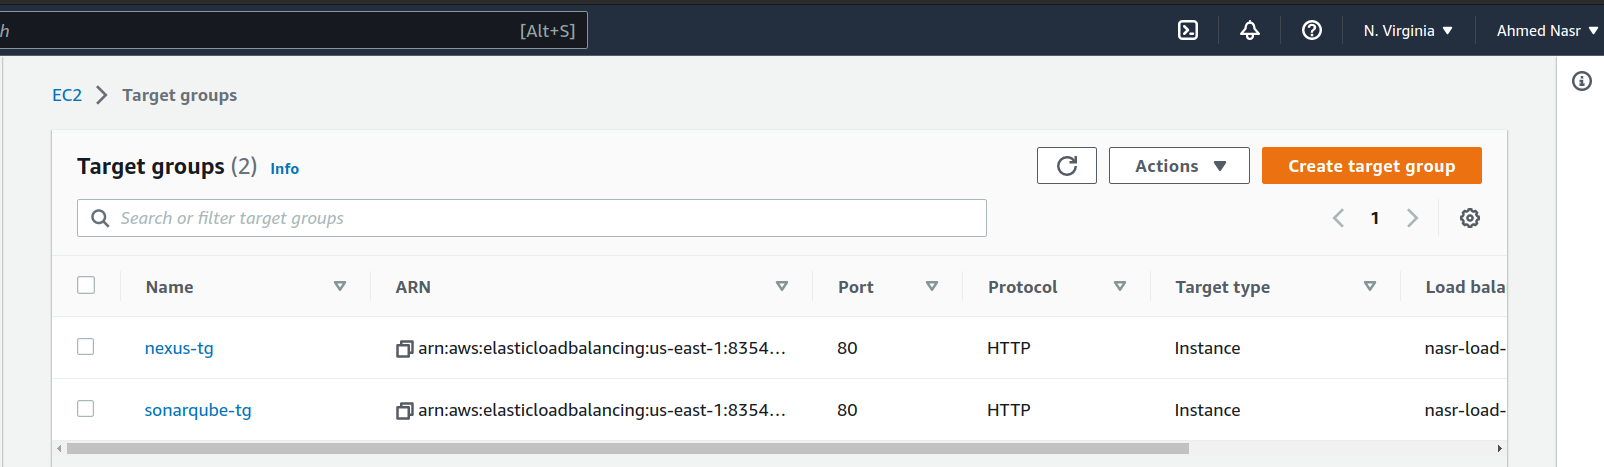 h [Alt+S] N. Virginia Ahmed Nasr
EC2 Target groups
Target groups (2) Info Actions Create target group
Search or filter target groups 1
Name ARN Port Protocol Target type Load bala
nexus-tg arn:aws:elasticloadbalancing:us-east-1:8354... 80 HTTP Instance nasr-load-
sonarqube-tg arn:aws:elasticloadbalancing:us-east-1:8354... 80 HTTP Instance nasr-load-